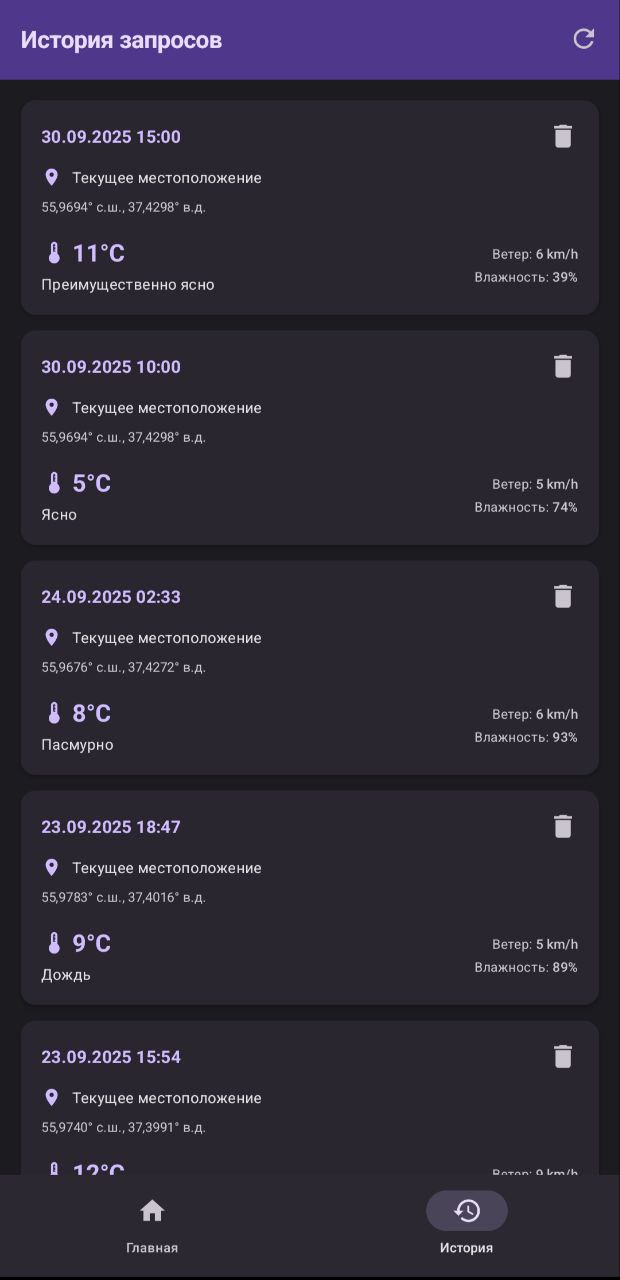 История запросов
30.09.2025 15:00
Текущее местоположение
55,9694° с.ш., 37,4298° в.д.
11°C
Ветер: 6 km/h
Преимущественно ясно
Влажность: 39%
30.09.2025 10:00
Текущее местоположение
55,9694° с.ш., 37,4298° в.д.
5°C
Ветер: 5 km/h
Ясно
Влажность: 74%
24.09.2025 02:33
Текущее местоположение
55,9676° с.ш., 37,4272° в.д.
8°C
Ветер: 6 km/h
Пасмурно
Влажность: 93%
23.09.2025 18:47
Текущее местоположение
55,9783° с.ш., 37,4016° в.д.
9°C
Ветер: 5 km/h
Дождь
Влажность: 89%
23.09.2025 15:54
Текущее местоположение
55,9740° с.ш., 37,3991° в.д.
12°C
Ветер: 9 km/h
Главная
История